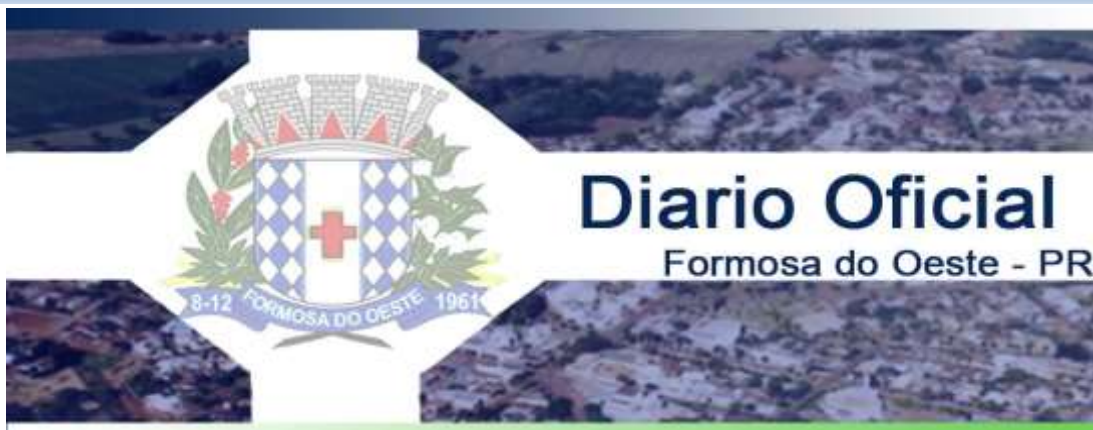 Diario Oficial
Formosa do Oeste - PR
8-12 FORMOSA DO OESTE 1961